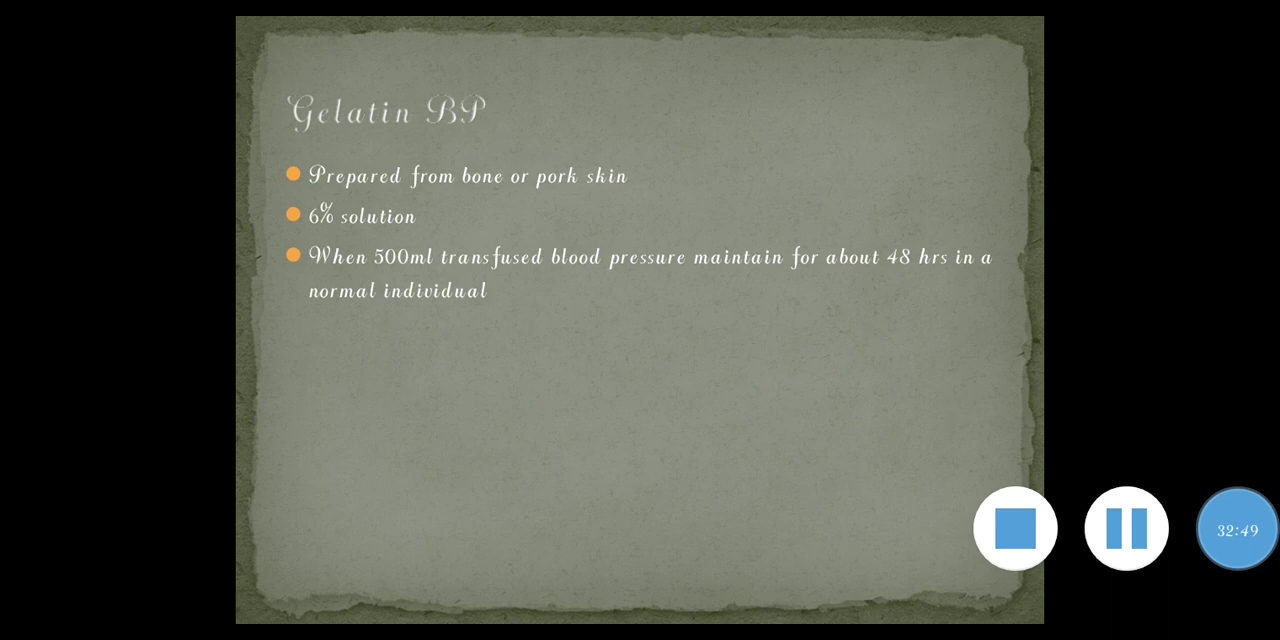 Gelatin BP
Prepared from bone or pork skin
6% solution
When 500ml transfused blood pressure maintain for about 48 hrs in a
normal individual
32:49